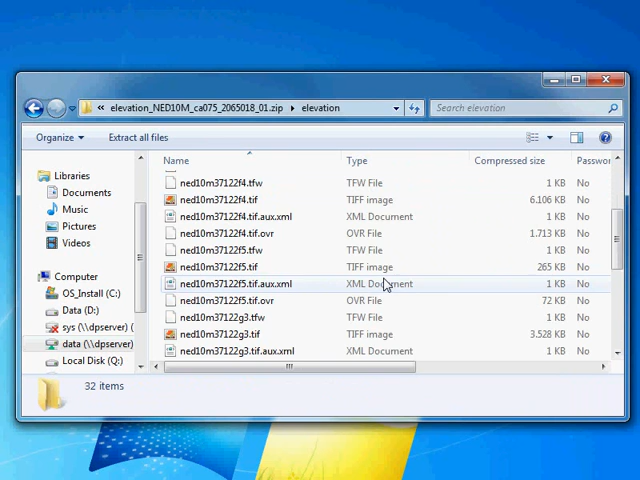 « elevation_NED10M_ca075_2065018_01.zip ▸ elevation
Search elevation
Organize
Extract all files
Name Type Compressed size Passwor
ned10m37122f4.tfw TFW File 1 KB No
ned10m37122f4.tif TIFF image 6.106 KB No
ned10m37122f4.tif.aux.xml XML Document 1 KB No
ned10m37122f4.tif.ovr OVR File 1.713 KB No
ned10m37122f5.tfw TFW File 1 KB No
ned10m37122f5.tif TIFF image 265 KB No
ned10m37122f5.tif.aux.xml XML Document 1 KB No
ned10m37122f5.tif.ovr OVR File 72 KB No
ned10m37122g3.tfw TFW File 1 KB No
ned10m37122g3.tif TIFF image 3.528 KB No
ned10m37122g3.tif.aux.xml XML Document 1 KB No
Libraries
Documents
Music
Pictures
Videos
Computer
OS_Install (C:)
Data (D:)
sys (\\dpserver) (
data (\\dpserver)
Local Disk (Q:)
32 items